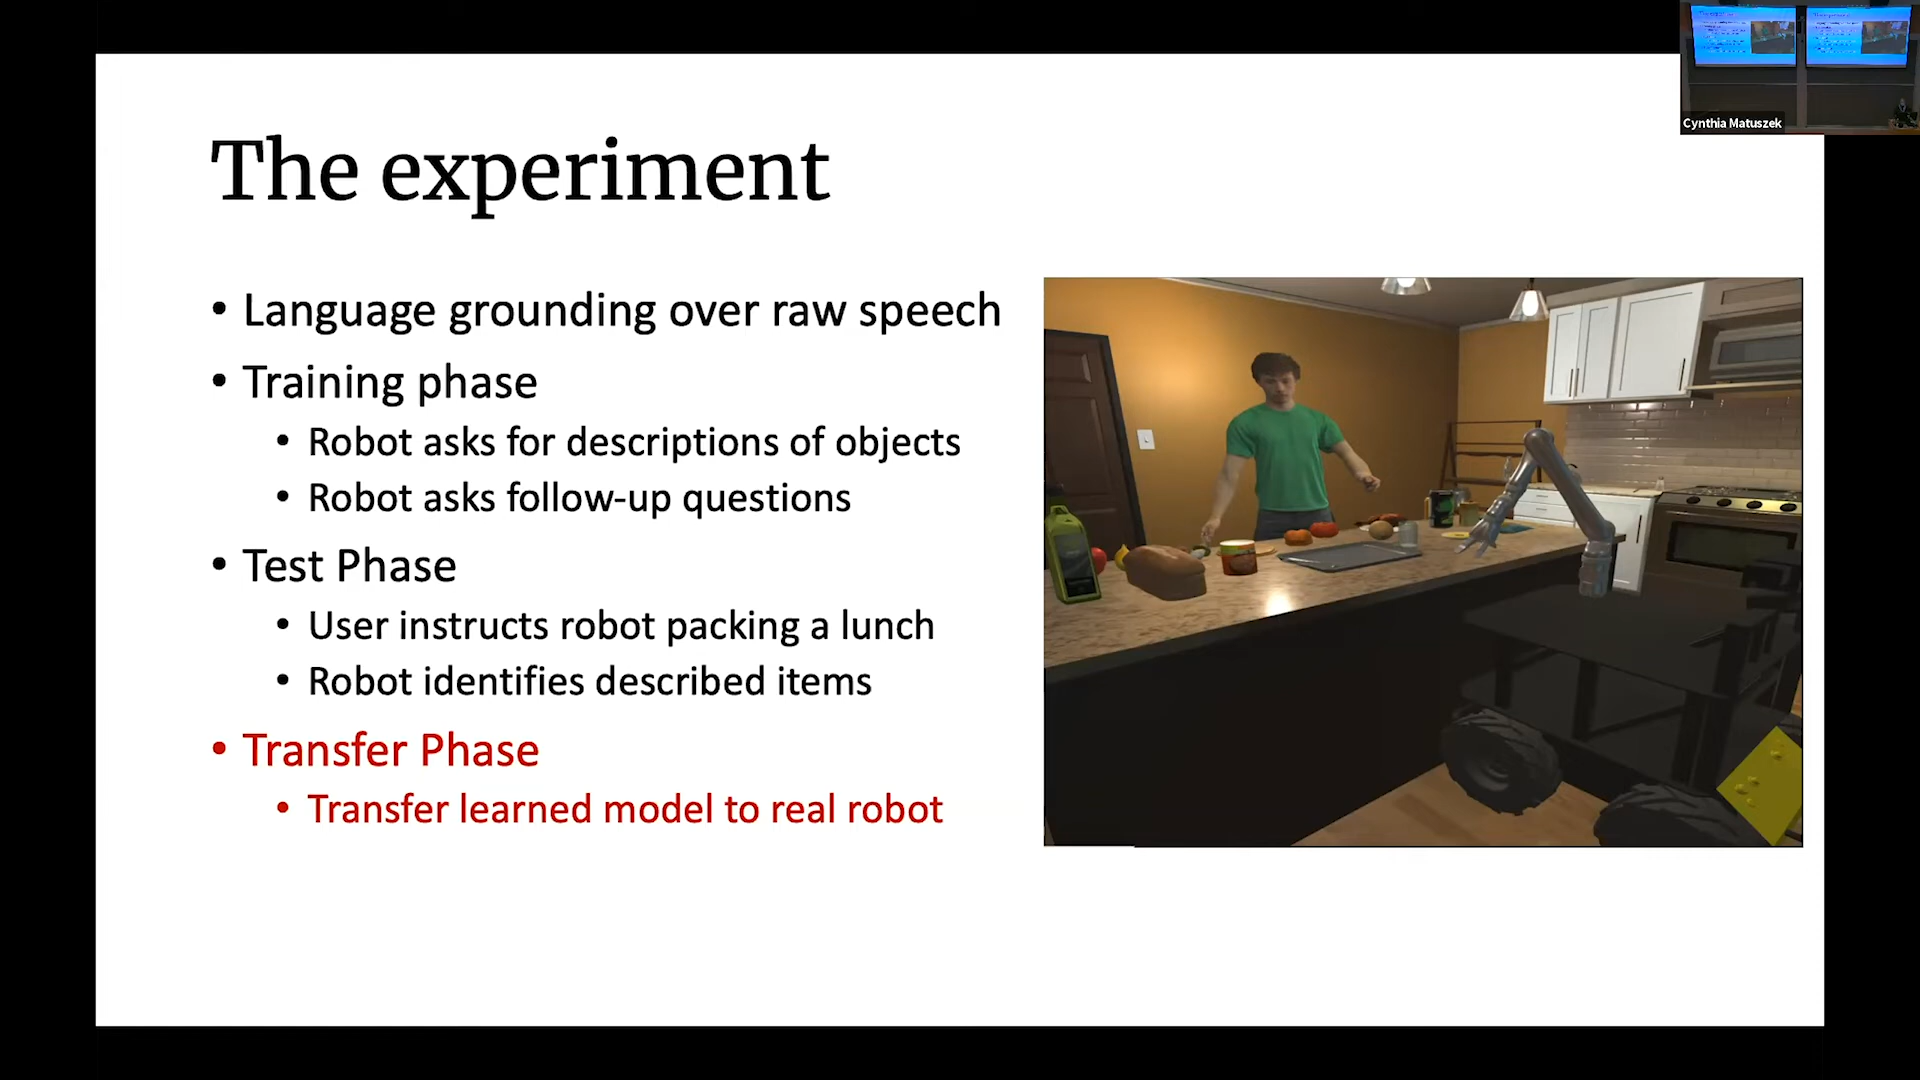 Cynthia Matuszek
The experiment
• Language grounding over raw speech
• Training phase
• Robot asks for descriptions of objects
• Robot asks follow-up questions
• Test Phase
• User instructs robot packing a lunch
• Robot identifies described items
• Transfer Phase
• Transfer learned model to real robot